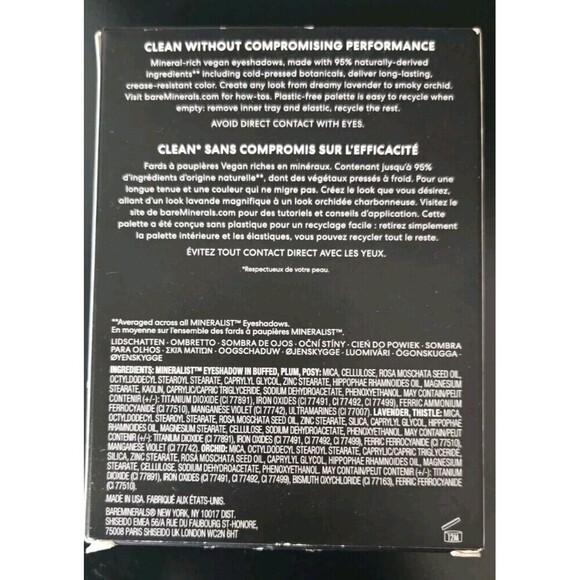 CLEAN WITHOUT COMPROMISING PERFORMANCE
Mineral-rich vegan eyeshadows, made with 95% naturally-derived
ingredients** including cold-pressed botanicals, deliver long-lasting,
crease-resistant color. Create any look from dreamy lavender to smoky orchid.
Visit bareMinerals.com for how-tos. Plastic-free palette is easy to recycle when
empty: remove inner tray and elastic, recycle the rest.
AVOID DIRECT CONTACT WITH EYES.
CLEAN* SANS COMPROMIS SUR L'EFFICACITÉ
Fards à paupières Vegan riches en minéraux. Contenant jusqu'à 95%
d'ingrédients d'origine naturelle**, dont des végétaux pressés à froid. Pour une
longue tenue et une couleur qui ne migre pas. Créez le look que vous désirez,
allant d'un look lavande magnifique à un look orchidée charbonneuse. Visitez le
site de bareMinerals.com pour des tutoriels et conseils d'application. Cette
palette a été conçue sans plastique pour un recyclage facile : retirez simplement
la palette intérieure et les élastiques, vous pouvez recycler tout le reste.
ÉVITEZ TOUT CONTACT DIRECT AVEC LES YEUX.
*Respectueux de votre peau.
**Averaged across all MINERALIST™ Eyeshadows.
En moyenne sur l'ensemble des fards à paupières MINERALIST™.
LIDSCHATTEN · OMBRETTO · SOMBRA DE OJOS · OČNÍ STÍNY · CIEŃ DO POWIEK · SOMBRA
PARA OLHOS · ΣΚΙΑ ΜΑΤΙΩΝ · OOGSCHADUW · ØJENSKYGGE · LUOMIVÄRI · ÖGONSKUGGA ·
ØYENSKYGGE
INGREDIENTS: MINERALIST™ EYESHADOW IN BUFFED, PLUM, POSY: MICA, CELLULOSE, ROSA MOSCHATA SEED OIL,
OCTYLDODECYL STEAROYL STEARATE, CAPRYLYL GLYCOL, ZINC STEARATE, HIPPOPHAE RHAMNOIDES OIL, MAGNESIUM
STEARATE, KAOLIN, CAPRYLIC/CAPRIC TRIGLYCERIDE, SODIUM DEHYDROACETATE, PHENOXYETHANOL. MAY CONTAIN/PEUT
CONTENIR (+/-): TITANIUM DIOXIDE (CI 77891), IRON OXIDES (CI 77491, CI 77492, CI 77499), FERRIC AMMONIUM
FERROCYANIDE (CI 77510), MANGANESE VIOLET (CI 77742), ULTRAMARINES (CI 77007). LAVENDER, THISTLE: MICA,
OCTYLDODECYL STEAROYL STEARATE, ROSA MOSCHATA SEED OIL, ZINC STEARATE, SILICA, CAPRYLYL GLYCOL, HIPPOPHAE
RHAMNOIDES OIL, MAGNESIUM STEARATE, CELLULOSE, SODIUM DEHYDROACETATE, PHENOXYETHANOL. MAY CONTAIN/PEUT
CONTENIR (+/-): TITANIUM DIOXIDE (CI 77891), IRON OXIDES (CI 77491, CI 77492, CI 77499), FERRIC FERROCYANIDE (CI 77510),
MANGANESE VIOLET (CI 77742). ORCHID: MICA, OCTYLDODECYL STEAROYL STEARATE, CAPRYLIC/CAPRIC TRIGLYCERIDE,
SILICA, ZINC STEARATE, ROSA MOSCHATA SEED OIL, CAPRYLYL GLYCOL, HIPPOPHAE RHAMNOIDES OIL, MAGNESIUM
STEARATE, CELLULOSE, SODIUM DEHYDROACETATE, PHENOXYETHANOL. MAY CONTAIN/PEUT CONTENIR (+/-): TITANIUM
DIOXIDE (CI 77891), IRON OXIDES (CI 77491, CI 77492, CI 77499), BISMUTH OXYCHLORIDE (CI 77163), FERRIC FERROCYANIDE
(CI 77510).
MADE IN USA. FABRIQUÉ AUX ÉTATS-UNIS.
BAREMINERALS® NEW YORK, NY 10017 DIST.
SHISEIDO EMEA 56/A RUE DU FAUBOURG ST-HONORE,
75008 PARIS SHISEIDO UK LONDON WC2N 6HT
12M